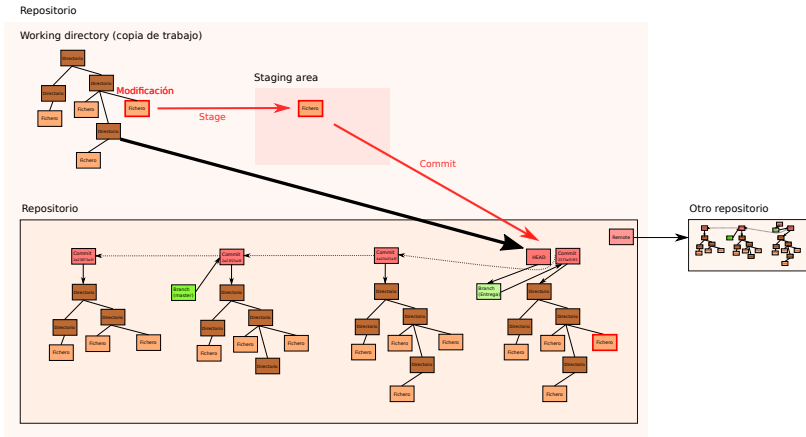 Repositorio
Working directory (copia de trabajo)
Directorio
Directorio
Directorio
Modificación
Fichero
Fichero
Fichero
Directorio
Fichero
Staging area
Fichero
Stage
Commit
Repositorio
Otro repositorio
Remote
Commit
Commit
Commit
HEAD
Commit
Branch
(master)
Branch
(Entrega)
Directorio
Directorio
Directorio
Fichero
Fichero
Fichero
Directorio
Directorio
Directorio
Fichero
Fichero
Fichero
Directorio
Directorio
Directorio
Directorio
Fichero
Fichero
Fichero
Directorio
Fichero
Directorio
Directorio
Directorio
Fichero
Fichero
Fichero
Directorio
Fichero